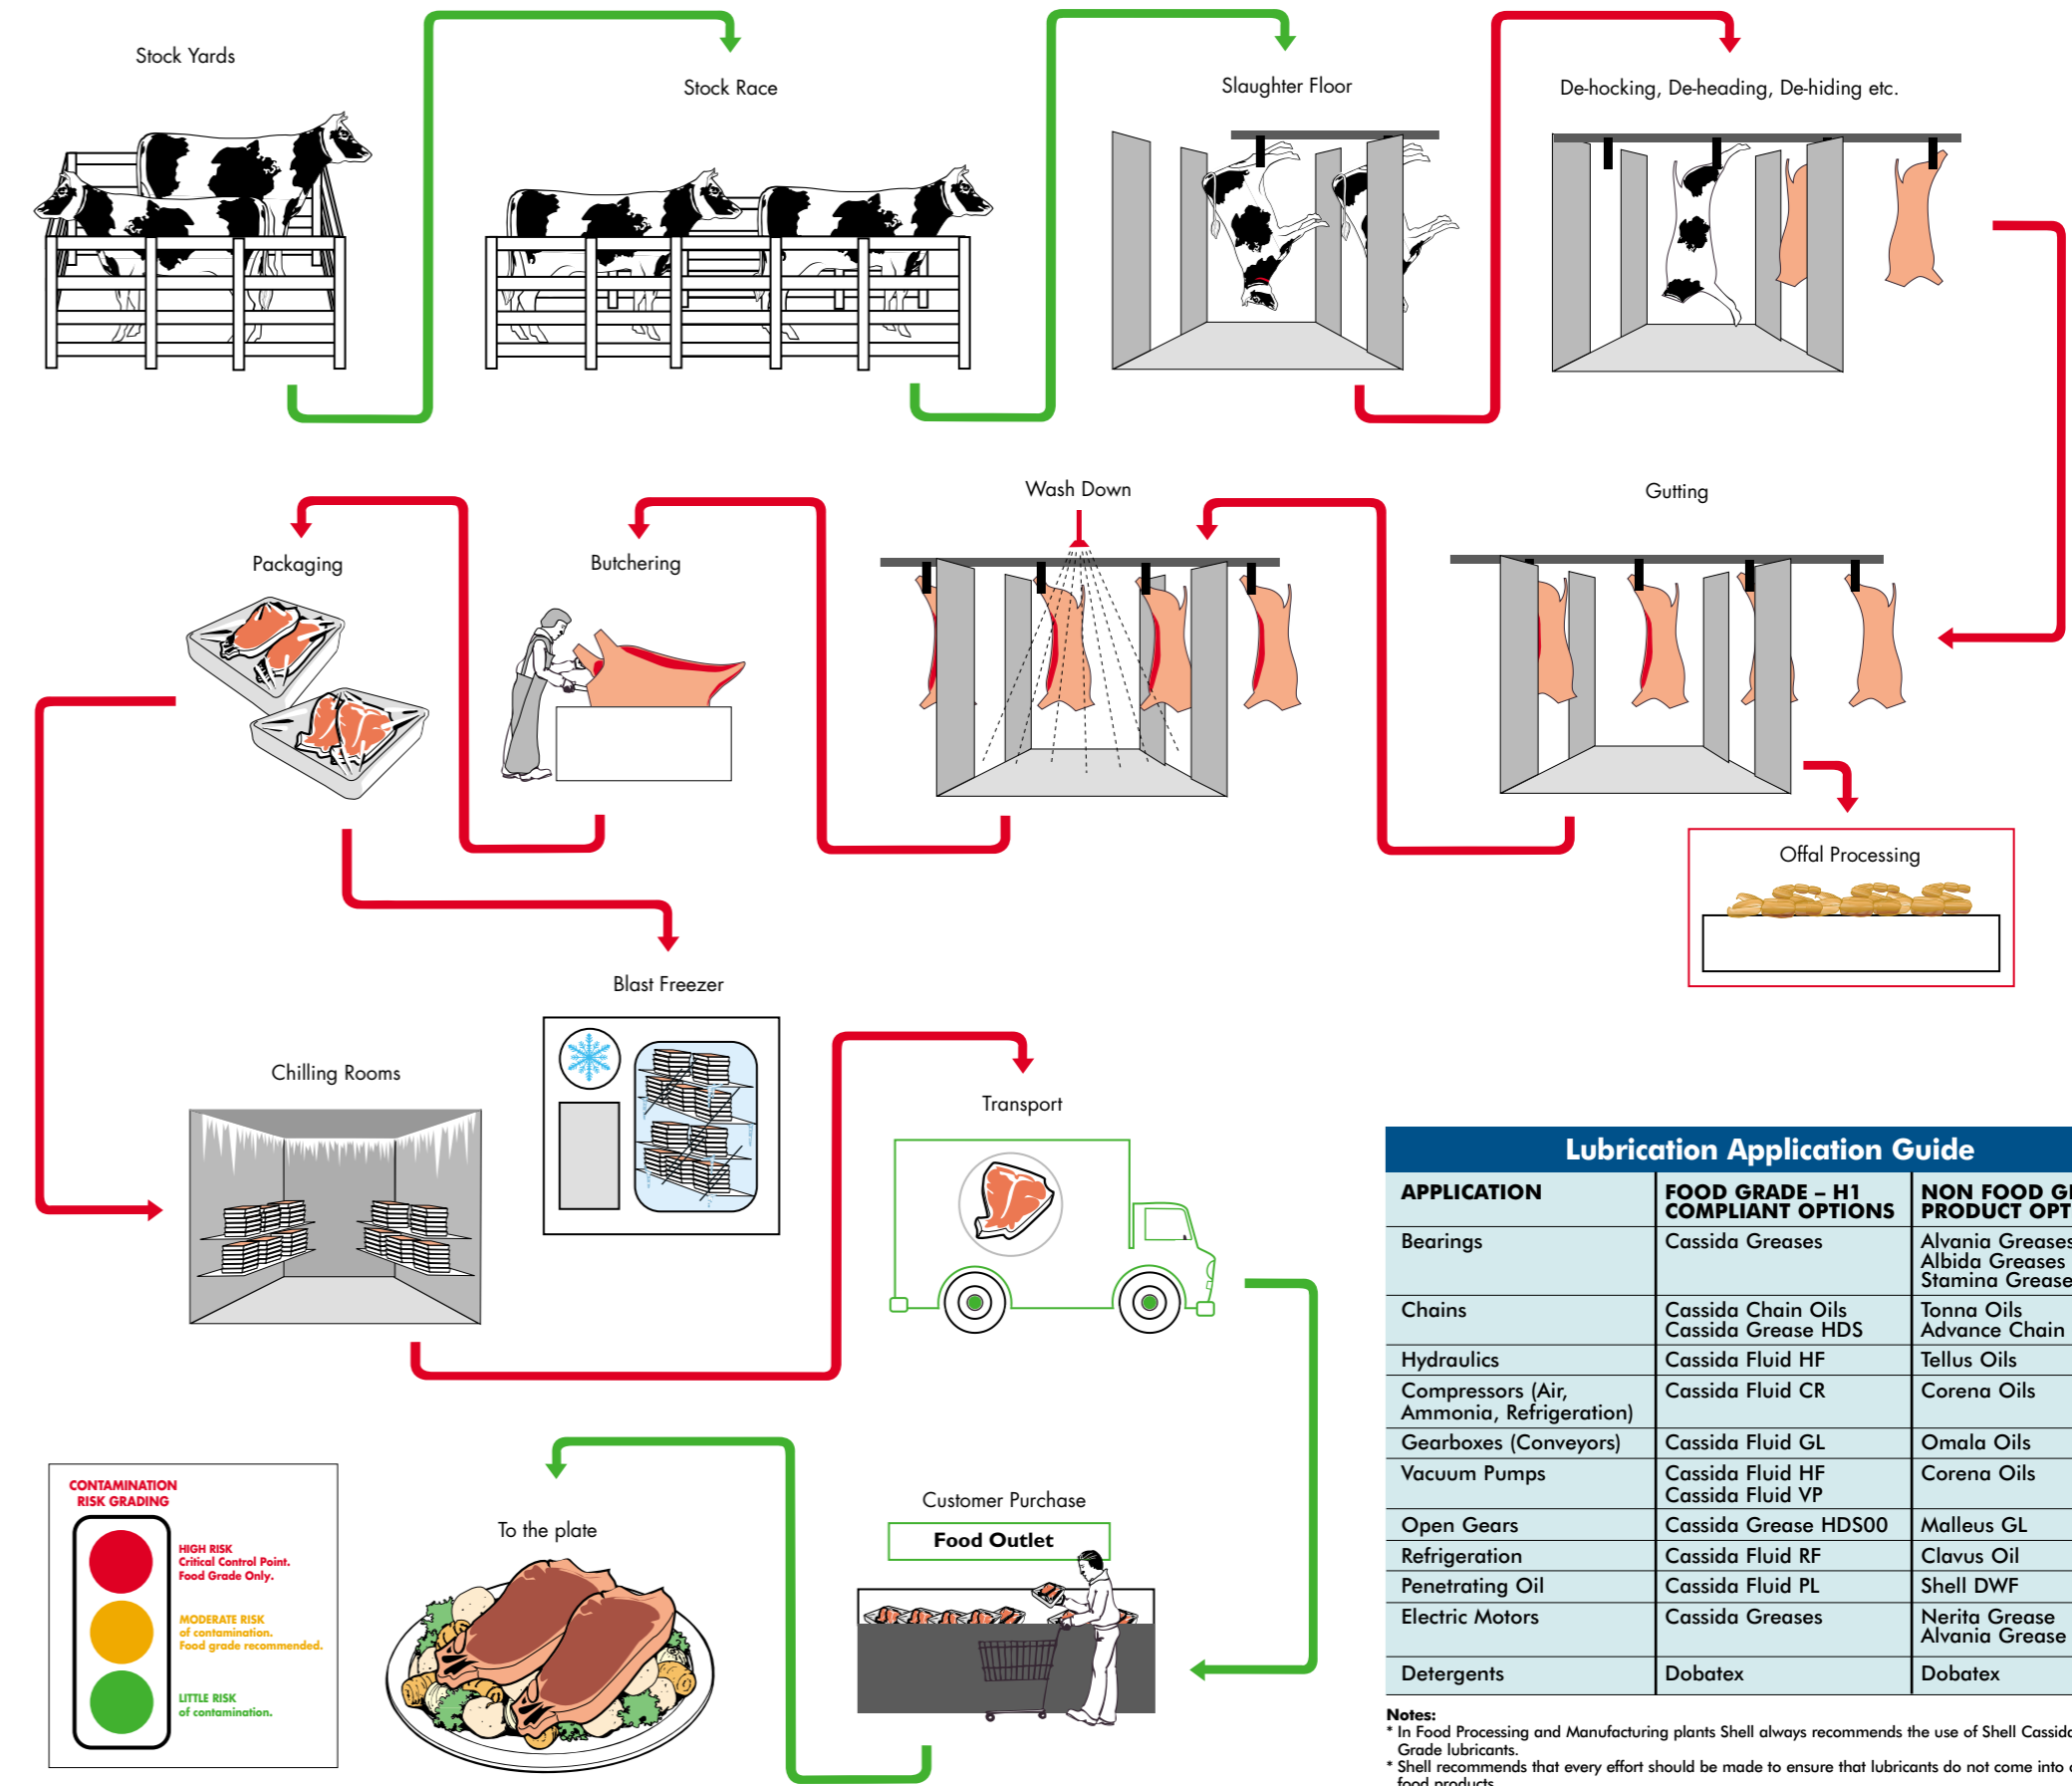 Stock Yards
Stock Race
Slaughter Floor
De-hocking, De-heading, De-hiding etc.
Packaging
Butchering
Wash Down
Gutting
Offal Processing
Chilling Rooms
Blast Freezer
Transport
Customer Purchase
Food Outlet
To the plate
CONTAMINATION
RISK GRADING
HIGH RISK
Critical Control Point.
Food Grade Only.
MODERATE RISK
of contamination.
Food grade recommended.
LITTLE RISK
of contamination.
Lubrication Application Guide
APPLICATION
FOOD GRADE – H1
COMPLIANT OPTIONS
NON FOOD
PRODUCT
Bearings
Cassida Greases
Alvania Greases
Albida Greases
Stamina Grease
Chains
Cassida Chain Oils
Cassida Grease HDS
Tonna Oils
Advance Chain
Hydraulics
Cassida Fluid HF
Tellus Oils
Compressors (Air,
Ammonia, Refrigeration)
Cassida Fluid CR
Corena Oils
Gearboxes (Conveyors)
Cassida Fluid GL
Omala Oils
Vacuum Pumps
Cassida Fluid HF
Cassida Fluid VP
Corena Oils
Open Gears
Cassida Grease HDS00
Malleus GL
Refrigeration
Cassida Fluid RF
Clavus Oil
Penetrating Oil
Cassida Fluid PL
Shell DWF
Electric Motors
Cassida Greases
Nerita Grease
Alvania Grease
Detergents
Dobatex
Dobatex
Notes:
* In Food Processing and Manufacturing plants Shell always recommends the use of Shell Cassida
Grade lubricants.
* Shell recommends that every effort should be made to ensure that lubricants do not come into
food products.